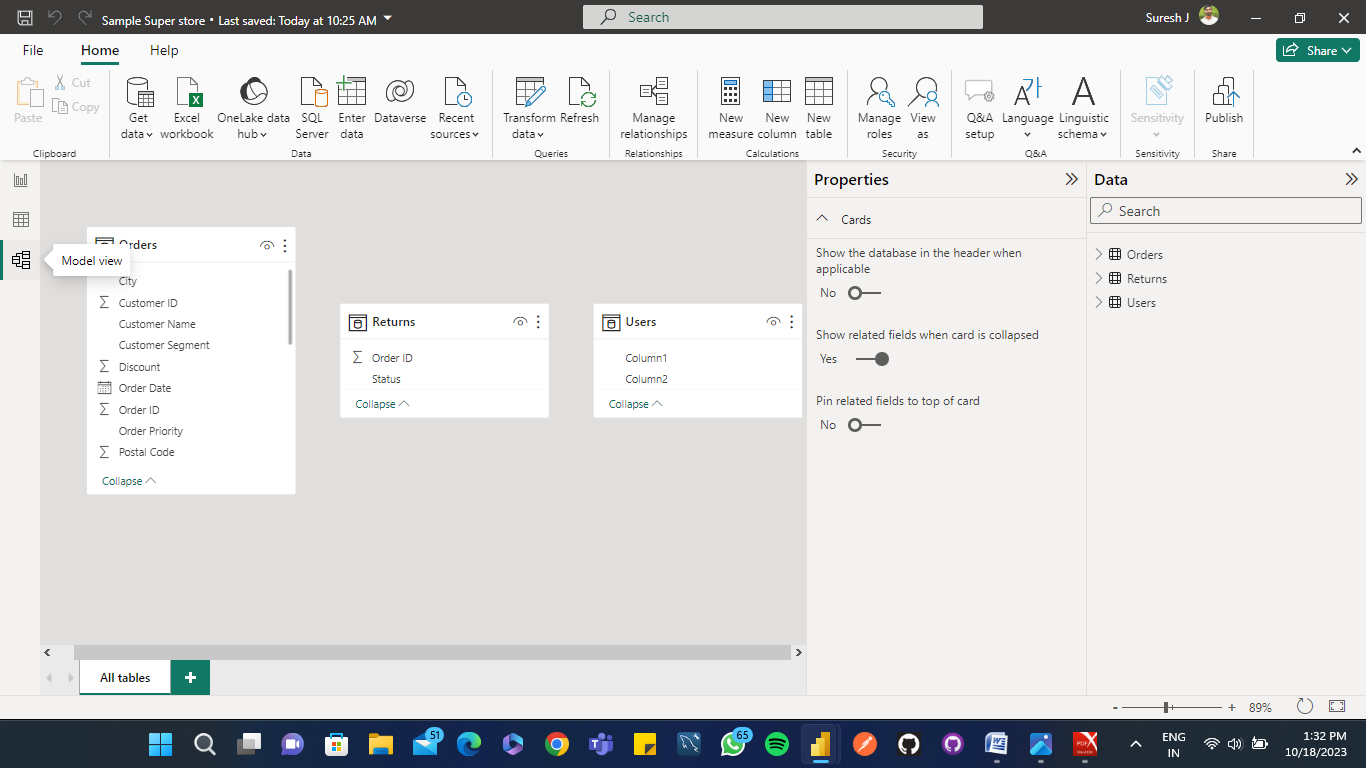 Sample Super store • Last saved: Today at 10:25 AM
Search
Suresh J
File
Home
Help
Share
Paste
Cut
Copy
Clipboard
Get data
Excel workbook
OneLake data hub
SQL Server
Enter data
Dataverse
Recent sources
Data
Transform data
Refresh
Queries
Manage relationships
Relationships
New measure
New column
New table
Calculations
Manage roles
View as
Security
Q&A setup
Language
Linguistic schema
Q&A
Sensitivity
Sensitivity
Publish
Share
Model view
Orders
City
Customer ID
Customer Name
Customer Segment
Discount
Order Date
Order ID
Order Priority
Postal Code
Collapse
Returns
Order ID
Status
Collapse
Users
Column1
Column2
Collapse
Properties
Cards
Show the database in the header when
applicable
No
Show related fields when card is collapsed
Yes
Pin related fields to top of card
No
Data
Search
Orders
Returns
Users
All tables
- + 89%
51
65
PDF
ENG
IN
1:32 PM
10/18/2023